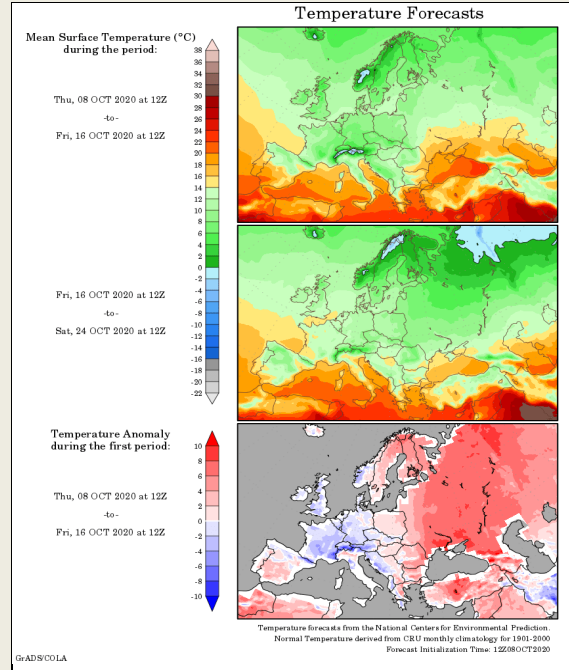 Temperature Forecasts
Mean Surface Temperature (°C)
during the period:
Thu, 08 OCT 2020 at 12Z
-to-
Fri, 16 OCT 2020 at 12Z
38
36
34
32
30
28
26
24
22
20
18
16
14
12
10
8
6
4
2
0
-2
-4
-6
-8
-10
-12
-14
-16
-18
-20
-22
Fri, 16 OCT 2020 at 12Z
-to-
Sat, 24 OCT 2020 at 12Z
Temperature Anomaly
during the first period:
Thu, 08 OCT 2020 at 12Z
-to-
Fri, 16 OCT 2020 at 12Z
10
8
6
4
2
0
-2
-4
-6
-8
-10
Temperature forecasts from the National Centers for Environmental Prediction.
Normal Temperature derived from CRU monthly climatology for 1901-2000
Forecast Initialization Time: 12Z08OCT2020
GrADS/COLA